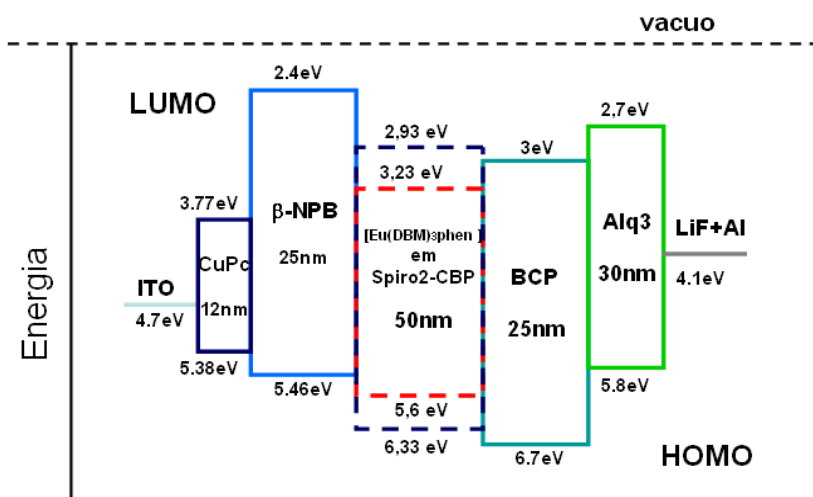 vacuo
2.4eV
LUMO
2,7eV
2,93 eV
3eV
3,23 eV
3.77eV
β-NPB
Alq3
[Eu(DBM)3phen ]
LiF+Al
CuPc
25nm
em
30nm
ITO
Spiro2-CBP
BCP
4.1eV
4.7eV
12nm
50nm
25nm
Energia
5.38eV
5.46eV
5.8eV
5,6 eV
6,33 eV
6.7eV
HOMO